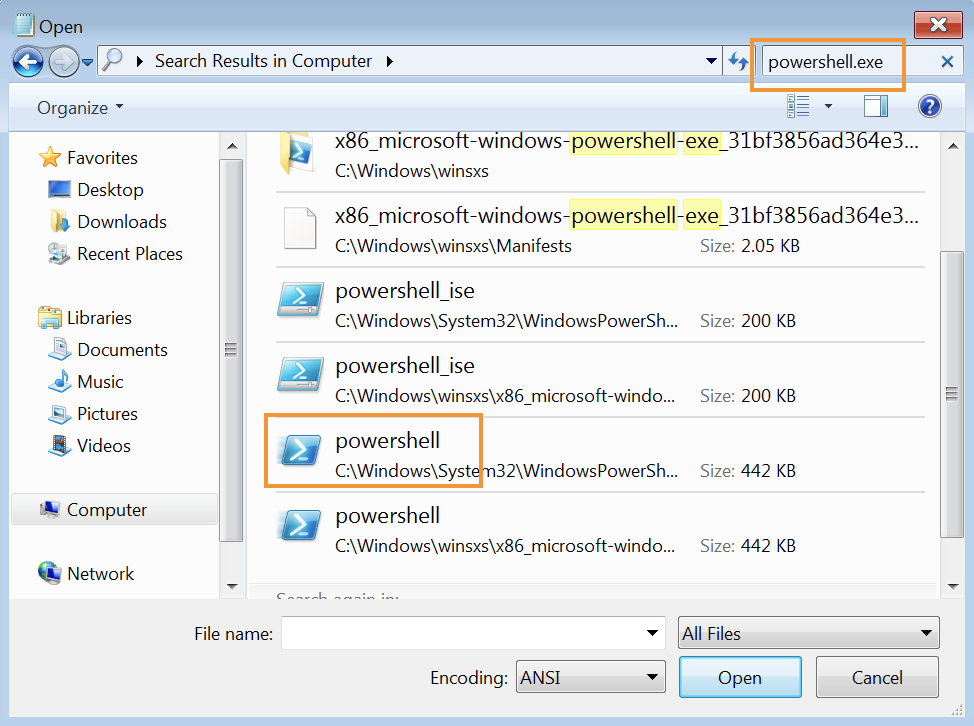 Open
Search Results in Computer
powershell.exe
Organize
Favorites
Desktop
Downloads
Recent Places
Libraries
Documents
Music
Pictures
Videos
Computer
Network
x86_microsoft-windows-powershell-exe_31bf3856ad364e3...
C:\Windows\winsxs
x86_microsoft-windows-powershell-exe_31bf3856ad364e3...
C:\Windows\winsxs\Manifests Size: 2.05 KB
powershell_ise
C:\Windows\System32\WindowsPowerSh... Size: 200 KB
powershell_ise
C:\Windows\winsxs\x86_microsoft-windo... Size: 200 KB
powershell
C:\Windows\System32\WindowsPowerSh... Size: 442 KB
powershell
C:\Windows\winsxs\x86_microsoft-windo... Size: 442 KB
Search again in:
File name:
All Files
Encoding: ANSI
Open
Cancel